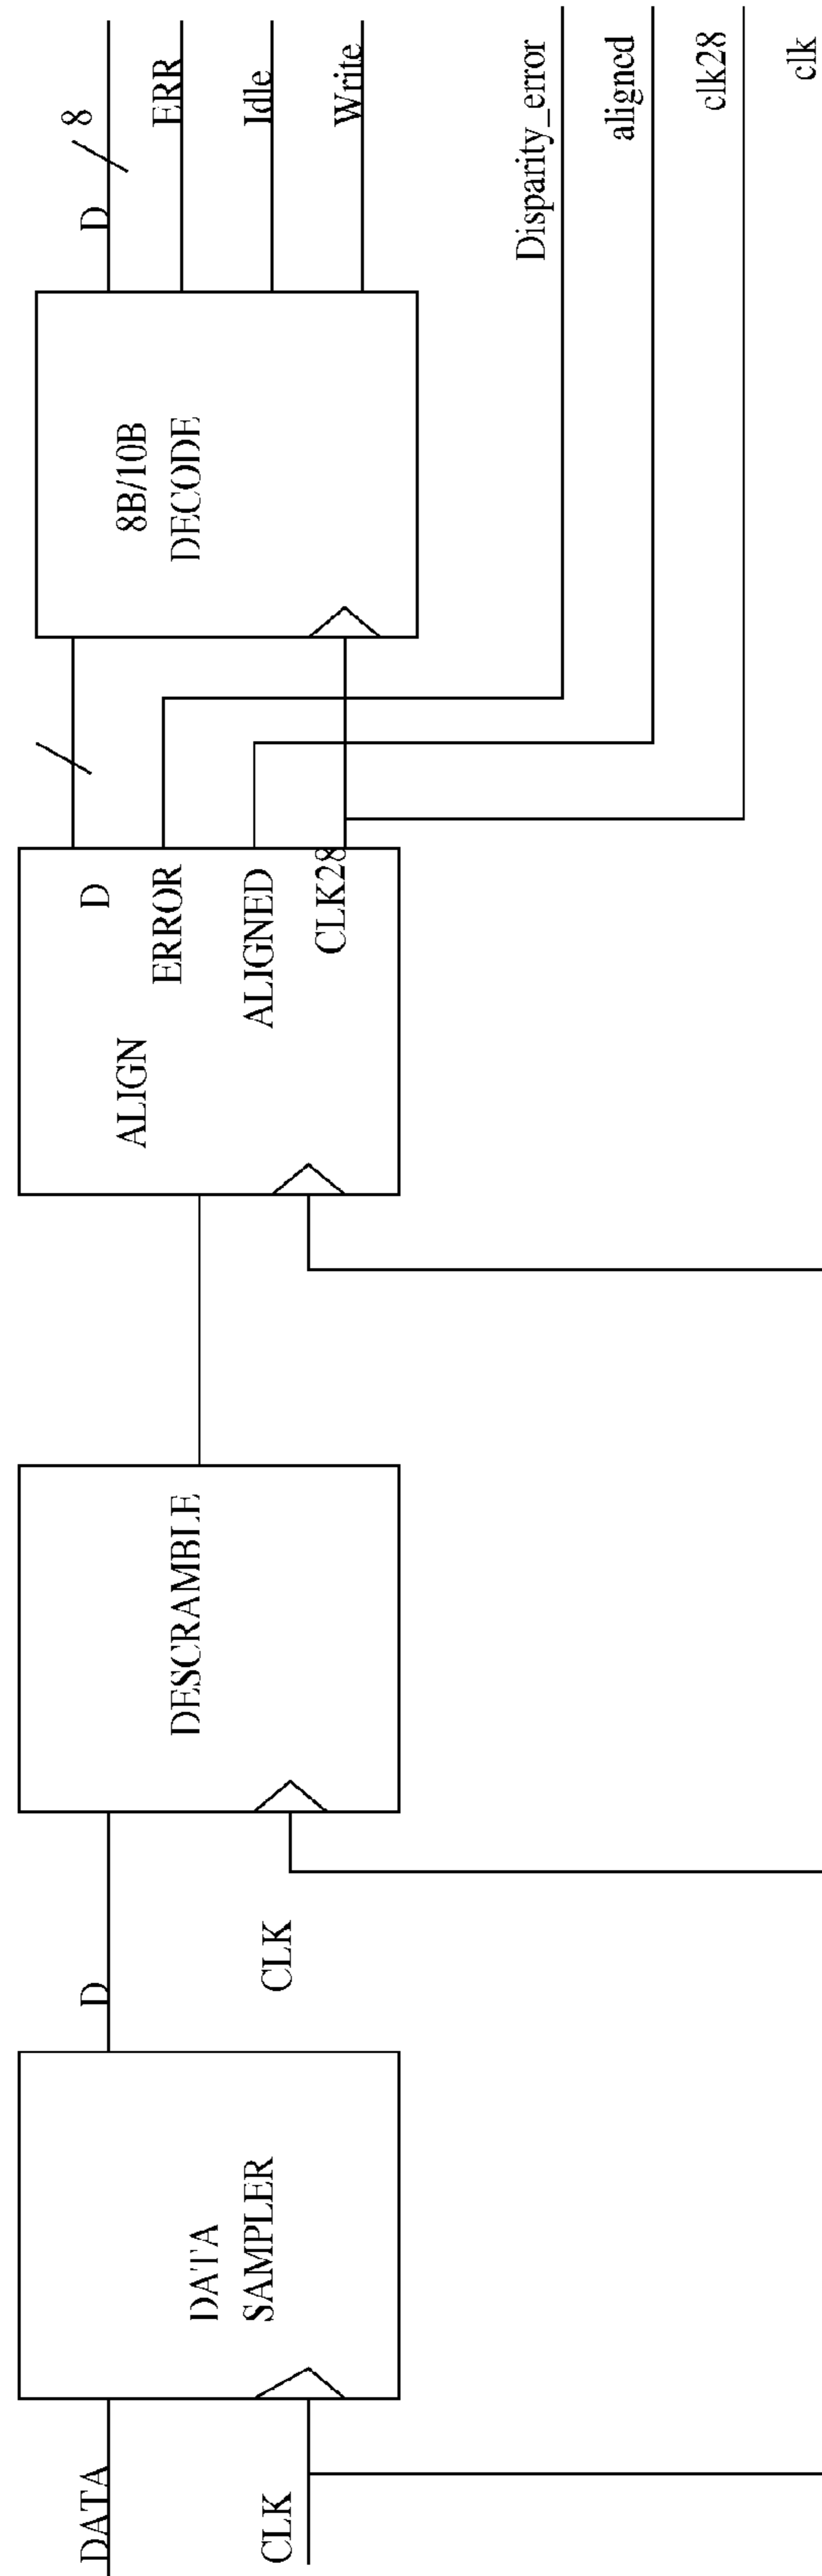 DATA
CLK
DATA
SAMPLER
D
CLK
DESCRAMBLE
ALIGN
D
ERROR
ALIGNED
CLK28
8B/10B
DECODE
D
8
ERR
Idle
Write
Disparity_error
aligned
clk28
clk